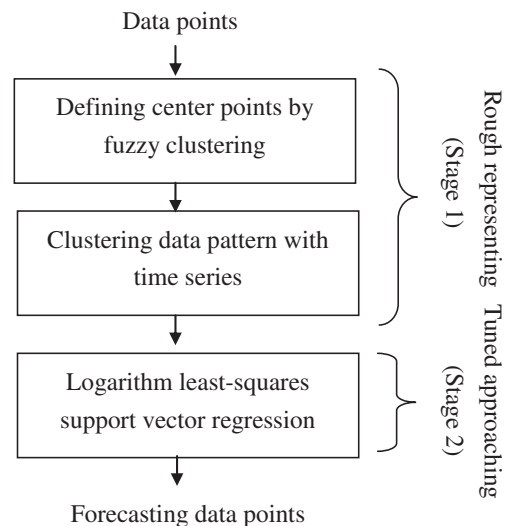 Data points
Defining center points by
fuzzy clustering
Clustering data pattern with
time series
Rough representing
(Stage 1)
Logarithm least-squares
support vector regression
Tuned approaching
(Stage 2)
Forecasting data points